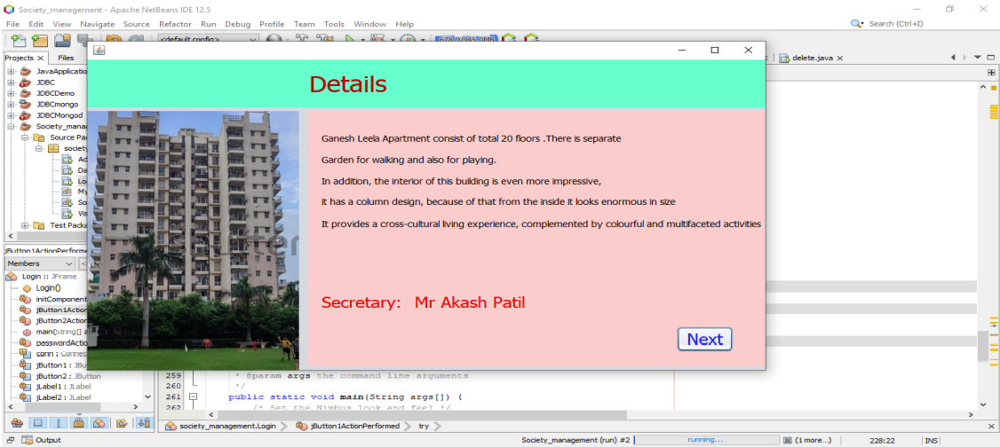 Society_management - Apache NetBeans IDE 12.5
File Edit View Navigate Source Refactor Run Debug Profile Team Tools Window Help
Search (Ctrl+I)
<default config>
Projects × Files
delete.java ×
JavaApplicatio
JDBC
JDBCDemo
JDBCmongo
JDBCMongod
Society_mana
Source Pa
societ
Ad
Da
Lo
My
So
Vis
Test Packa
Details
Ganesh Leela Apartment consist of total 20 floors .There is separate
Garden for walking and also for playing.
In addition, the interior of this building is even more impressive,
it has a column design, because of that from the inside it looks enormous in size
It provides a cross-cultural living experience, complemented by colourful and multifaceted activities
Secretary: Mr Akash Patil
Next
jButton1ActionPerforme
Members
Login :: JFrame
Login()
initComponent
jButton1Action
jButton2Action
main(String[] a
passwordActio
conn : Connec
jButton1 : JBu
jButton2 : JButton
jLabel1 : JLabel
jLabel2 : JLabel
259 * @param args the command line arguments
260 */
261 public static void main(String args[]) {
262 /* Set the Nimbus look and feel */
society_management.Login jButton1ActionPerformed try
Output
Society_management (run) #2 running... (1 more...) 228:22 INS